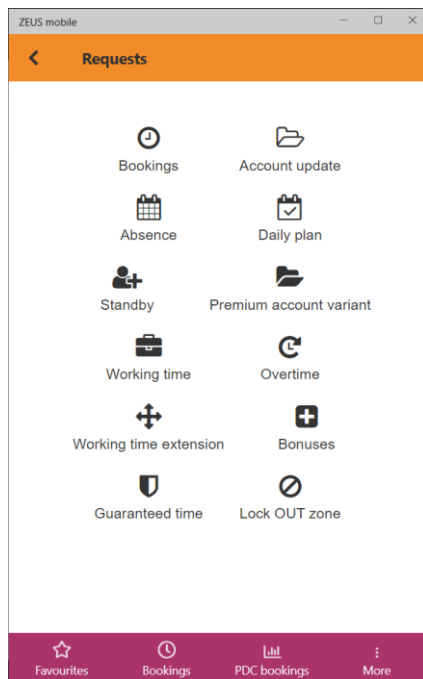 ZEUS mobile
Requests
Bookings Account update
Absence Daily plan
Standby Premium account variant
Working time Overtime
Working time extension Bonuses
Guaranteed time Lock OUT zone
Favourites Bookings PDC bookings More